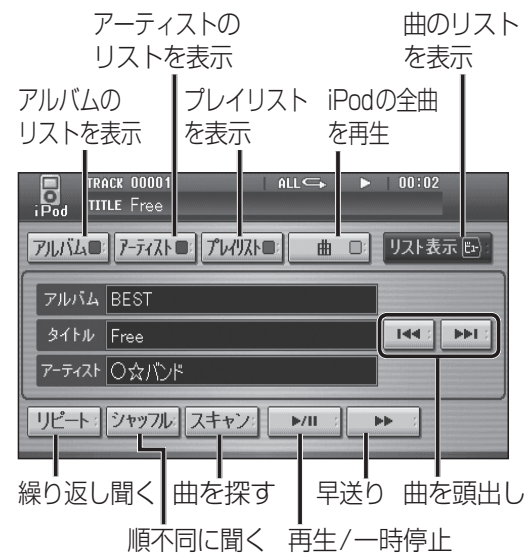 アーティストの
リストを表示
曲のリスト
を表示
アルバムの
リストを表示
プレイリスト
を表示
iPodの全曲
を再生
iPod TRACK 00001 ALL 00:02
TITLE Free
アルバム アーティスト プレイリスト 曲 リスト表示 ビュー
アルバム BEST
タイトル Free
アーティスト ○☆バンド
リピート シャッフル スキャン ▶/II ▶▶
繰り返し聞く 曲を探す 早送り 曲を頭出し
順不同に聞く 再生/一時停止